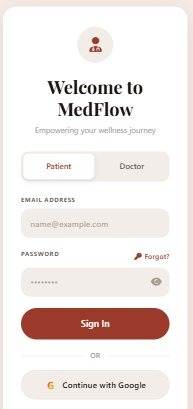 Welcome to
MedFlow
Empowering your wellness journey
Patient
Doctor
EMAIL ADDRESS
name@example.com
PASSWORD
Forgot?
••••••••
Sign In
OR
G Continue with Google